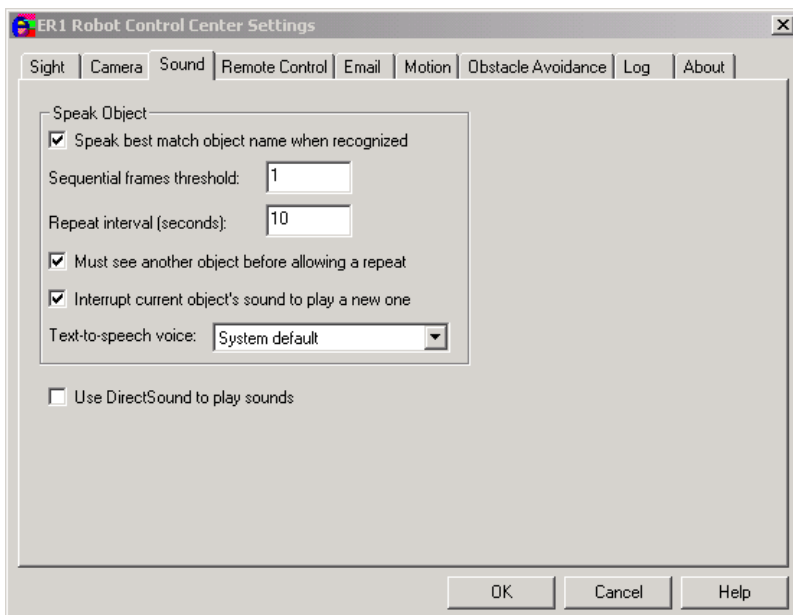 ER1 Robot Control Center Settings
Sight Camera Sound Remote Control Email Motion Obstacle Avoidance Log About
Speak Object
Speak best match object name when recognized
Sequential frames threshold: 1
Repeat interval (seconds): 10
Must see another object before allowing a repeat
Interrupt current object's sound to play a new one
Text-to-speech voice: System default
Use DirectSound to play sounds
OK Cancel Help